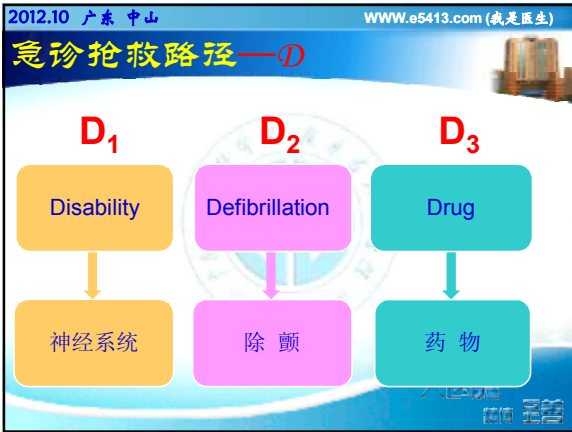 2012.10 广东 中山 WWW.e5413.com (我是医生)
急诊抢救路径—D
D1 D2 D3
Disability Defibrillation Drug
神经系统 除 颤 药 物